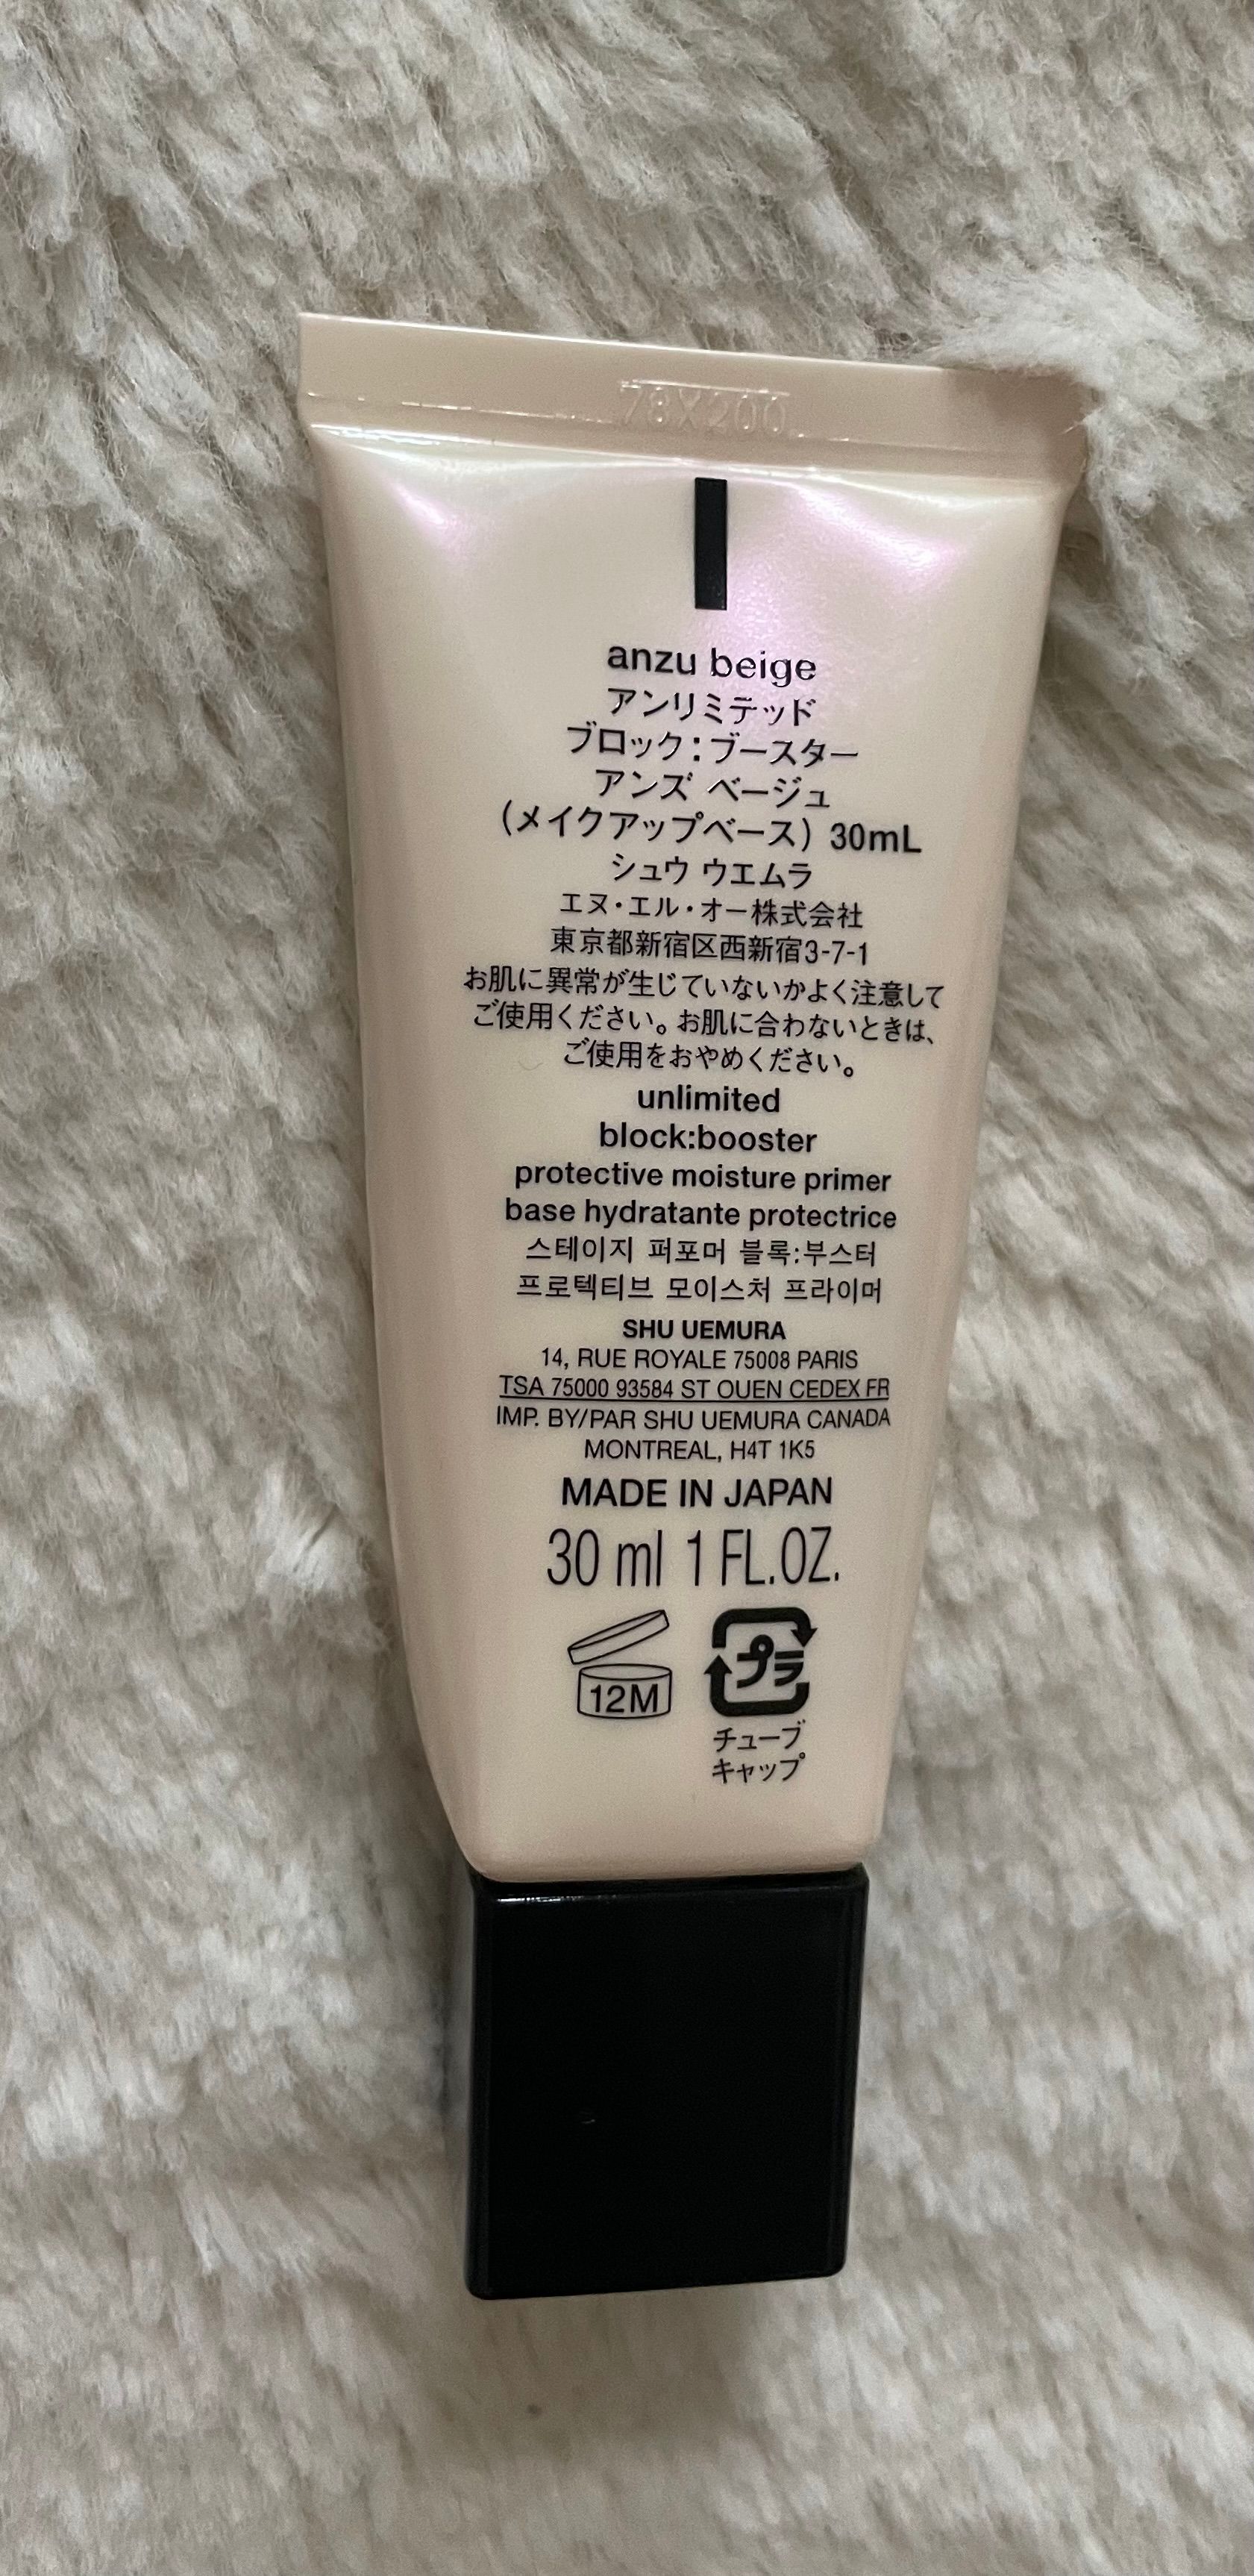 78X200
anzu beige
アンリミテッド
ブロック:ブースター
アンズ ベージュ
(メイクアップベース) 30mL
シュウ ウエムラ
エヌ・エル・オー株式会社
東京都新宿区西新宿3-7-1
お肌に異常が生じていないかよく注意して
ご使用ください。お肌に合わないときは、
ご使用をおやめください。
unlimited
block:booster
protective moisture primer
base hydratante protectrice
스테이지 퍼포머 블록:부스터
프로텍티브 모이스처 프라이머
SHU UEMURA
14, RUE ROYALE 75008 PARIS
TSA 75000 93584 ST OUEN CEDEX FR
IMP. BY/PAR SHU UEMURA CANADA
MONTREAL, H4T 1K5
MADE IN JAPAN
30 ml 1 FL.OZ.
12M プラ
チューブ
キャップ